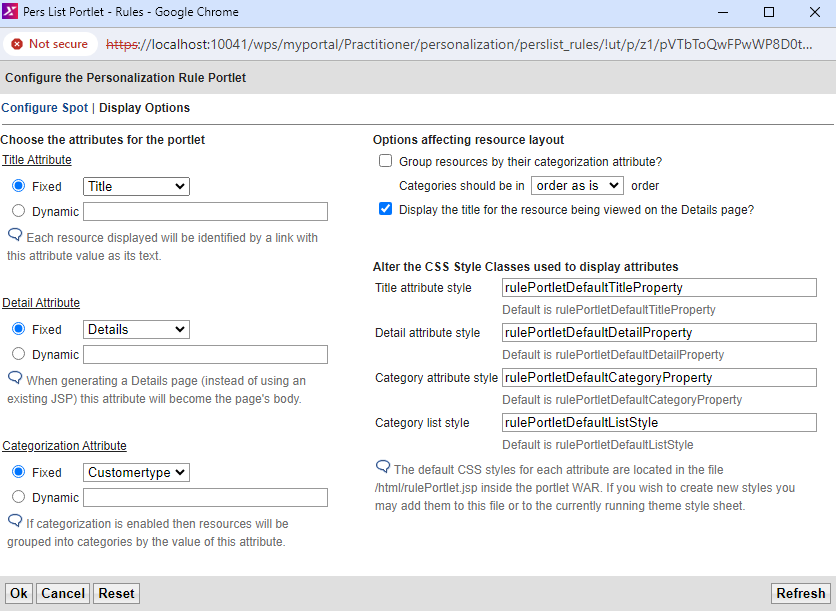 Pers List Portlet - Rules - Google Chrome
Not secure https://localhost:10041/wps/myportal/Practitioner/personalization/perslist_rules/!ut/p/z1/pVTbToQwFPwWP8D0t...
Configure the Personalization Rule Portlet
Configure Spot | Display Options
Choose the attributes for the portlet
Title Attribute
Fixed Title
Dynamic
Each resource displayed will be identified by a link with
this attribute value as its text.
Detail Attribute
Fixed Details
Dynamic
When generating a Details page (instead of using an
existing JSP) this attribute will become the page's body.
Categorization Attribute
Fixed Customertype
Dynamic
If categorization is enabled then resources will be
grouped into categories by the value of this attribute.
Options affecting resource layout
Group resources by their categorization attribute?
Categories should be in order as is order
Display the title for the resource being viewed on the Details page?
Alter the CSS Style Classes used to display attributes
Title attribute style rulePortletDefaultTitleProperty
Default is rulePortletDefaultTitleProperty
Detail attribute style rulePortletDefaultDetailProperty
Default is rulePortletDefaultDetailProperty
Category attribute style rulePortletDefaultCategoryProperty
Default is rulePortletDefaultCategoryProperty
Category list style rulePortletDefaultListStyle
Default is rulePortletDefaultListStyle
The default CSS styles for each attribute are located in the file
/html/rulePortlet.jsp inside the portlet WAR. If you wish to create new styles you
may add them to this file or to the currently running theme style sheet.
Ok Cancel Reset Refresh